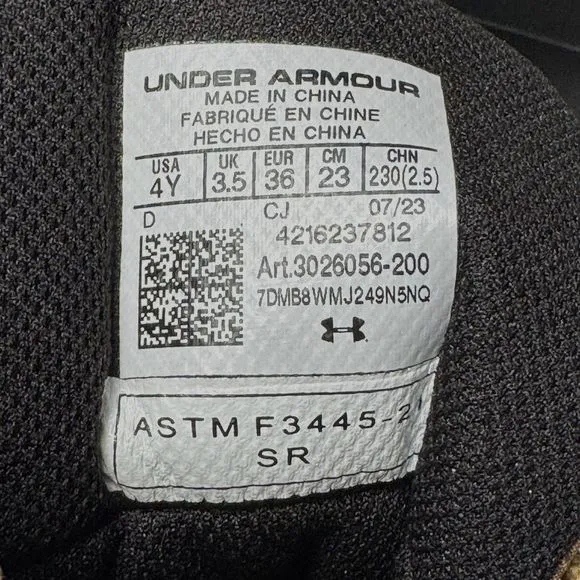 UNDER ARMOUR
MADE IN CHINA
FABRIQUÉ EN CHINE
HECHO EN CHINA
USA UK EUR CM CHN
4Y 3.5 36 23 230(2.5)
D CJ 07/23
4216237812
Art.3026056-200
7DMB8WMJ249N5NQ
ASTM F3445-21
SR